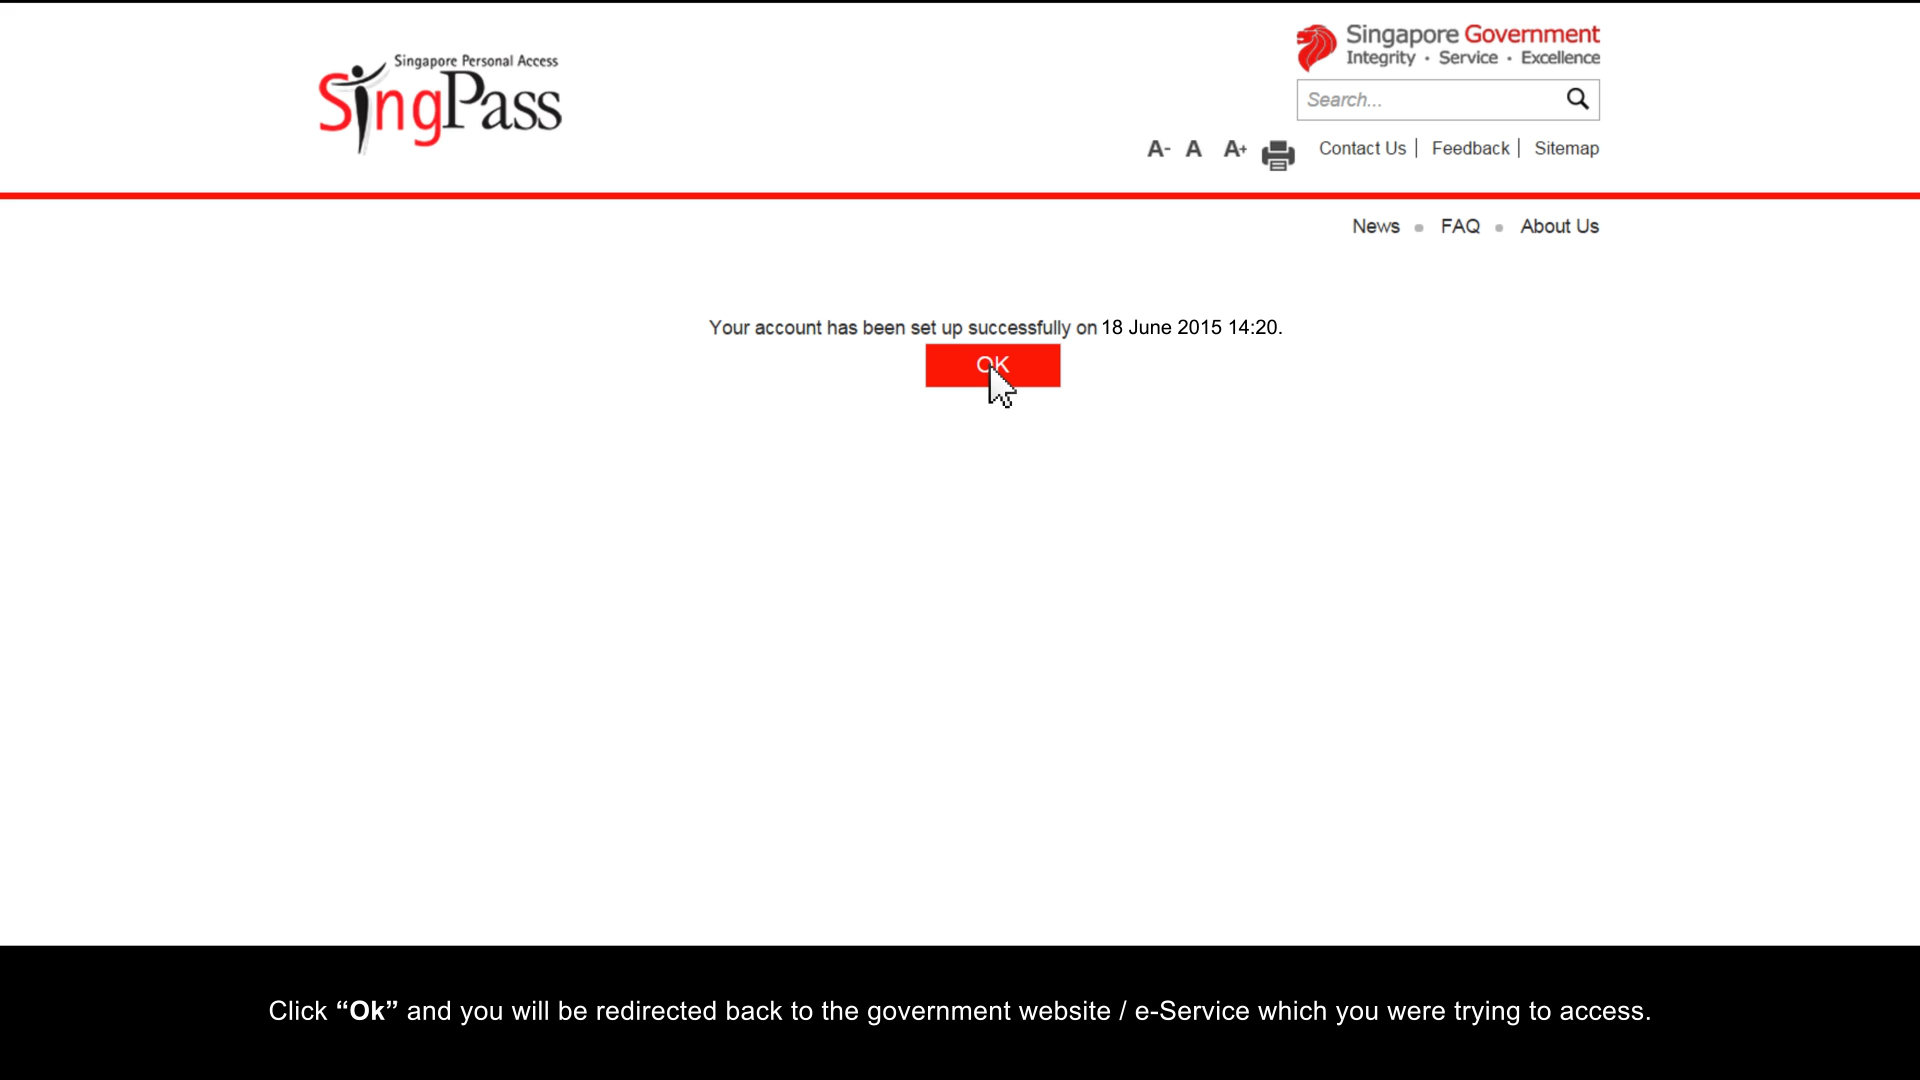 Singapore Personal Access
SingPass
Singapore Government
Integrity · Service · Excellence
Search...
A- A A+ Contact Us | Feedback | Sitemap
News • FAQ • About Us
Your account has been set up successfully on 18 June 2015 14:20.
OK
Click “Ok” and you will be redirected back to the government website / e-Service which you were trying to access.